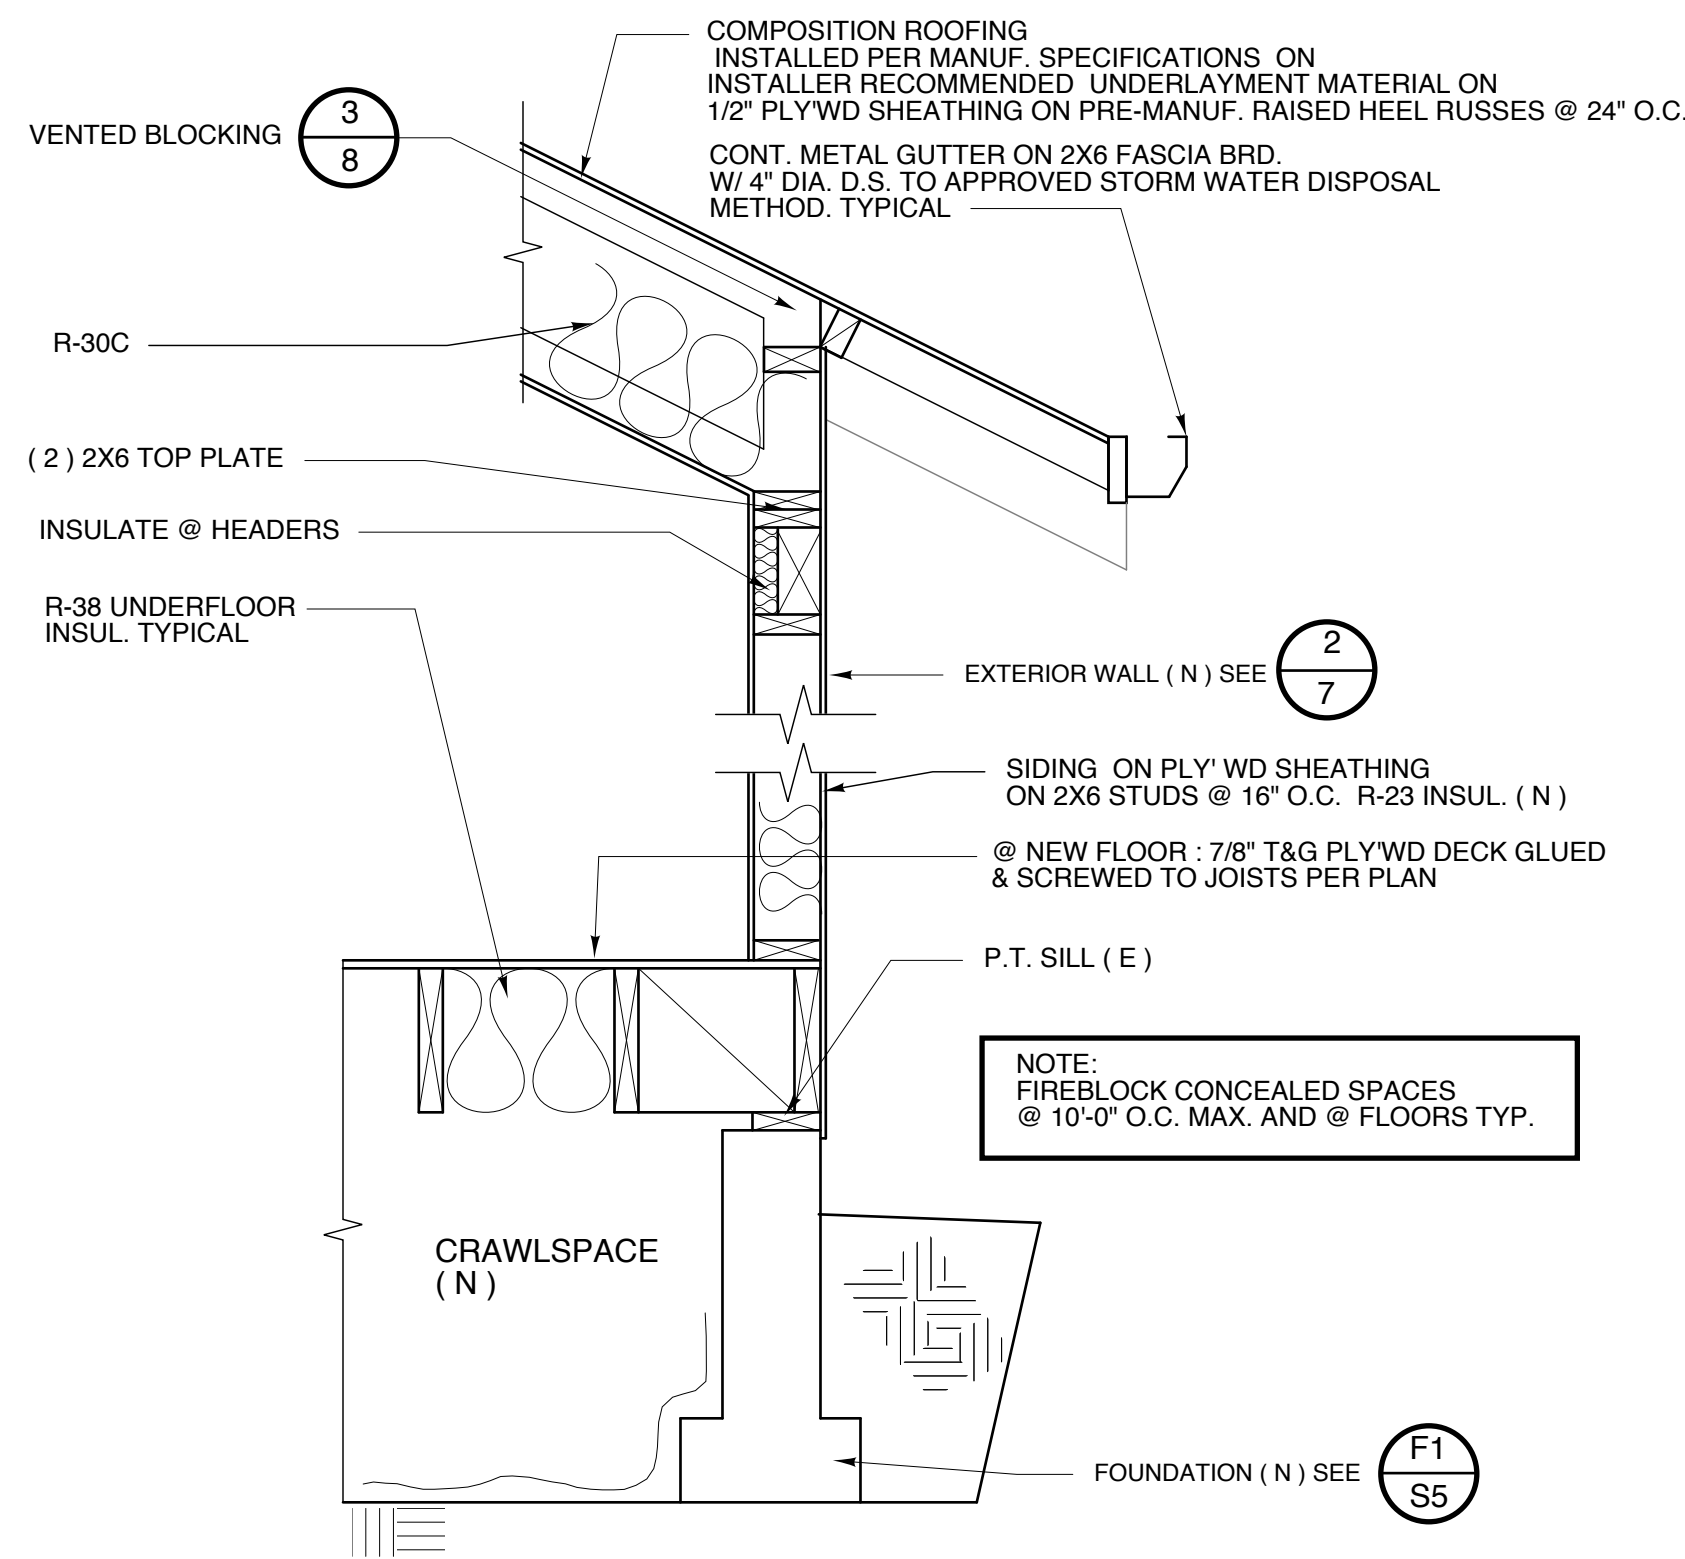 COMPOSITION ROOFING
INSTALLED PER MANUF. SPECIFICATIONS ON
INSTALLER RECOMMENDED UNDERLAYMENT MATERIAL ON
1/2" PLY'WD SHEATHING ON PRE-MANUF. RAISED HEEL RUSSES @ 24" O.C.
VENTED BLOCKING
3
8
CONT. METAL GUTTER ON 2X6 FASCIA BRD.
W/ 4" DIA. D.S. TO APPROVED STORM WATER DISPOSAL
METHOD. TYPICAL
R-30C
( 2 ) 2X6 TOP PLATE
INSULATE @ HEADERS
R-38 UNDERFLOOR
INSUL. TYPICAL
EXTERIOR WALL ( N ) SEE
2
7
SIDING ON PLY' WD SHEATHING
ON 2X6 STUDS @ 16" O.C. R-23 INSUL. ( N )
@ NEW FLOOR : 7/8" T&G PLY'WD DECK GLUED
& SCREWED TO JOISTS PER PLAN
P.T. SILL ( E )
NOTE:
FIREBLOCK CONCEALED SPACES
@ 10'-0" O.C. MAX. AND @ FLOORS TYP.
CRAWLSPACE
( N )
FOUNDATION ( N ) SEE
F1
S5